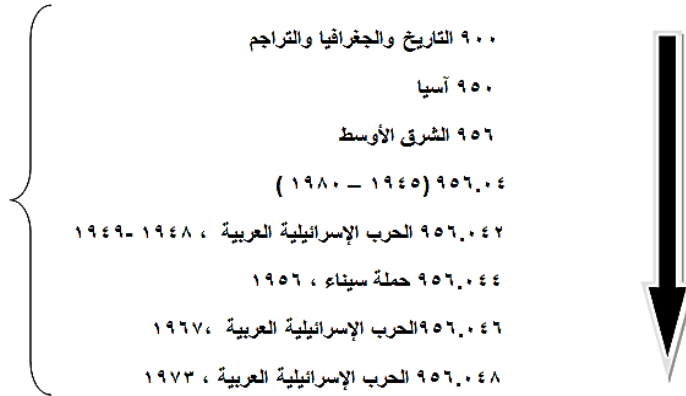 ٩٠٠ التاريخ والجغرافيا والتراجم
٩٥٠ آسيا
٩٥٦ الشرق الأوسط
٩٥٦.٠٤ (١٩٤٥ – ١٩٨٠ )
٩٥٦.٠٤٢ الحرب الإسرائيلية العربية ، ١٩٤٨ -١٩٤٩
٩٥٦.٠٤٤ حملة سيناء ، ١٩٥٦
٩٥٦.٠٤٦الحرب الإسرائيلية العربية ،١٩٦٧
٩٥٦.٠٤٨ الحرب الإسرائيلية العربية ، ١٩٧٣